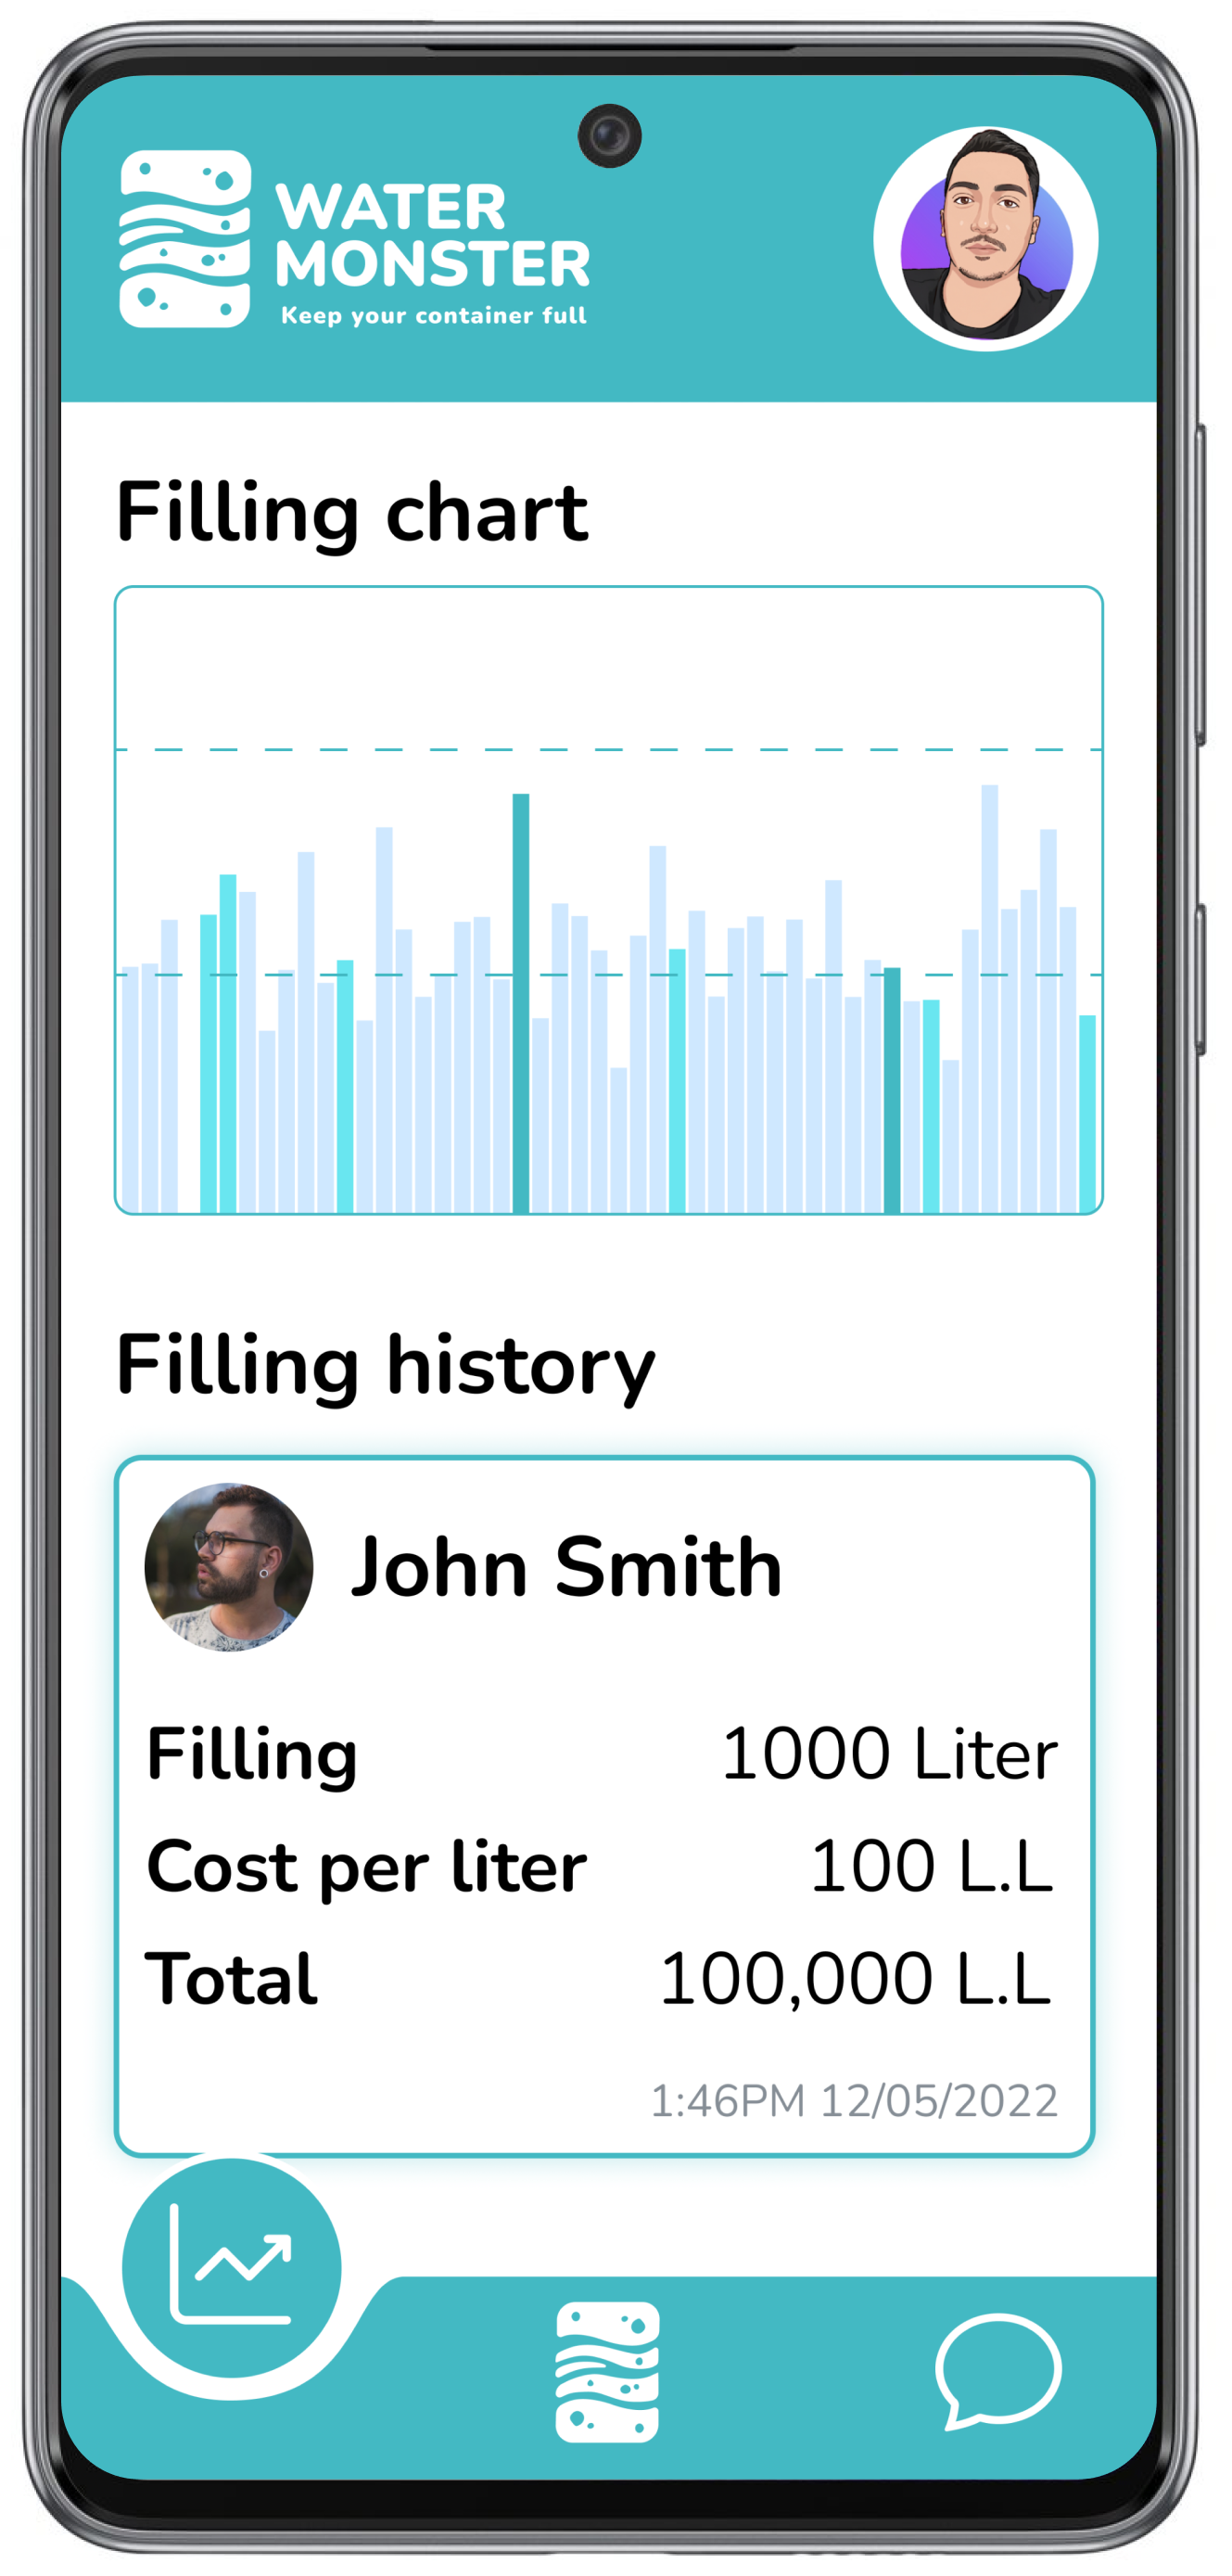 WATER
MONSTER
Keep your container full
Filling chart
Filling history
John Smith
Filling 1000 Liter
Cost per liter 100 L.L
Total 100,000 L.L
1:46PM 12/05/2022